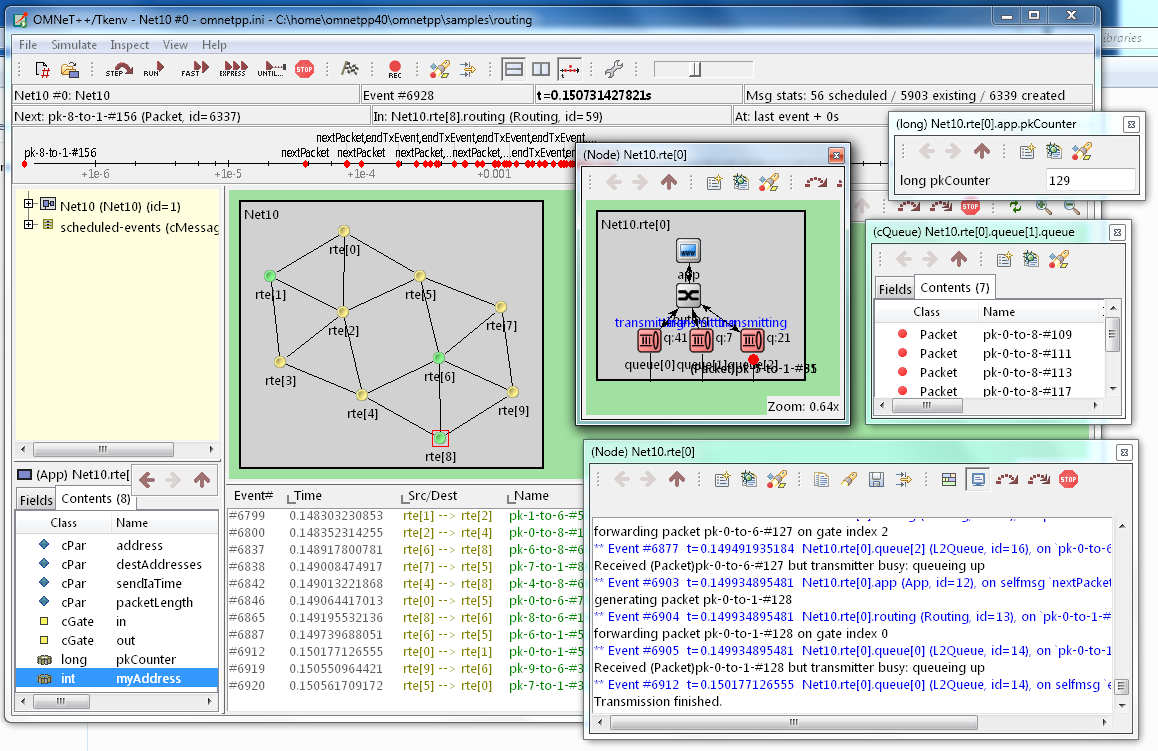 OMNeT++/Tkenv - Net10 #0 - omnetpp.ini - C:\home\omnetpp40\omnetpp\samples\routing
File Simulate Inspect View Help
ibraries
STEP RUN FAST EXPRESS UNTIL... STOP REC
Net10 #0: Net10 Event #6928 t=0.150731427821s Msg stats: 56 scheduled / 5903 existing / 6339 created
Next: pk-8-to-1-#156 (Packet, id=6337) In: Net10.rte[8].routing (Routing, id=59) At: last event + 0s
nextPacket,endTxEvent,endTxEvent,endTxEvent...
pk-8-to-1-#156 nextPacket nextPacket nextPacket,...endTxEvent,endTxEvent
+1e-6 +1e-5 +1e-4 +0.001
Net10 (Net10) (id=1)
scheduled-events (cMessag
Net10
rte[0]
rte[1]
rte[5]
rte[2]
rte[7]
rte[3]
rte[6]
rte[4]
rte[9]
rte[8]
(App) Net10.rte[
Fields Contents (8)
Class Name
cPar address
cPar destAddresses
cPar sendIaTime
cPar packetLength
cGate in
cGate out
long pkCounter
int myAddress
Event# Time Src/Dest Name
#6799 0.148303230853 rte[1] --> rte[2] pk-1-to-6-#5
#6800 0.148352314255 rte[2] --> rte[4] pk-0-to-8-#1
#6837 0.148917800781 rte[6] --> rte[8] pk-6-to-8-#
#6838 0.149008474917 rte[5] --> rte[6] pk-7-to-1-#8
#6842 0.149013221868 rte[4] --> rte[8] pk-0-to-8-#6
#6846 0.149064417013 rte[0] --> rte[5] pk-0-to-6-#7
#6865 0.149195532136 rte[8] --> rte[6] pk-8-to-6-#1
#6887 0.149739688051 rte[6] --> rte[5] pk-6-to-1-#5
#6912 0.150177126555 rte[0] --> rte[1] pk-0-to-1-#5
#6919 0.150550964421 rte[9] --> rte[6] pk-9-to-6-#3
#6920 0.150561709172 rte[5] --> rte[0] pk-7-to-1-#3
(Node) Net10.rte[0]
Net10.rte[0]
app
routing
transmitting transmitting
q:41 q:7 q:21
queue[0] queue[1] queue[2]
Zoom: 0.64x
(long) Net10.rte[0].app.pkCounter
long pkCounter 129
STOP
(cQueue) Net10.rte[0].queue[1].queue
Fields Contents (7)
Class Name
Packet pk-0-to-8-#109
Packet pk-0-to-8-#111
Packet pk-0-to-8-#113
Packet pk-0-to-8-#117
(Node) Net10.rte[0]
STOP
forwarding packet pk-0-to-6-#127 on gate index 2
** Event #6877 t=0.149491935184 Net10.rte[0].queue[2] (L2Queue, id=16), on `pk-0-to-6
Received (Packet)pk-0-to-6-#127 but transmitter busy: queueing up
** Event #6903 t=0.149934895481 Net10.rte[0].app (App, id=12), on selfmsg `nextPacket
generating packet pk-0-to-1-#128
** Event #6904 t=0.149934895481 Net10.rte[0].routing (Routing, id=13), on `pk-0-to-1-#
forwarding packet pk-0-to-1-#128 on gate index 0
** Event #6905 t=0.149934895481 Net10.rte[0].queue[0] (L2Queue, id=14), on `pk-0-to-1
Received (Packet)pk-0-to-1-#128 but transmitter busy: queueing up
** Event #6912 t=0.150177126555 Net10.rte[0].queue[0] (L2Queue, id=14), on selfmsg `e
Transmission finished.